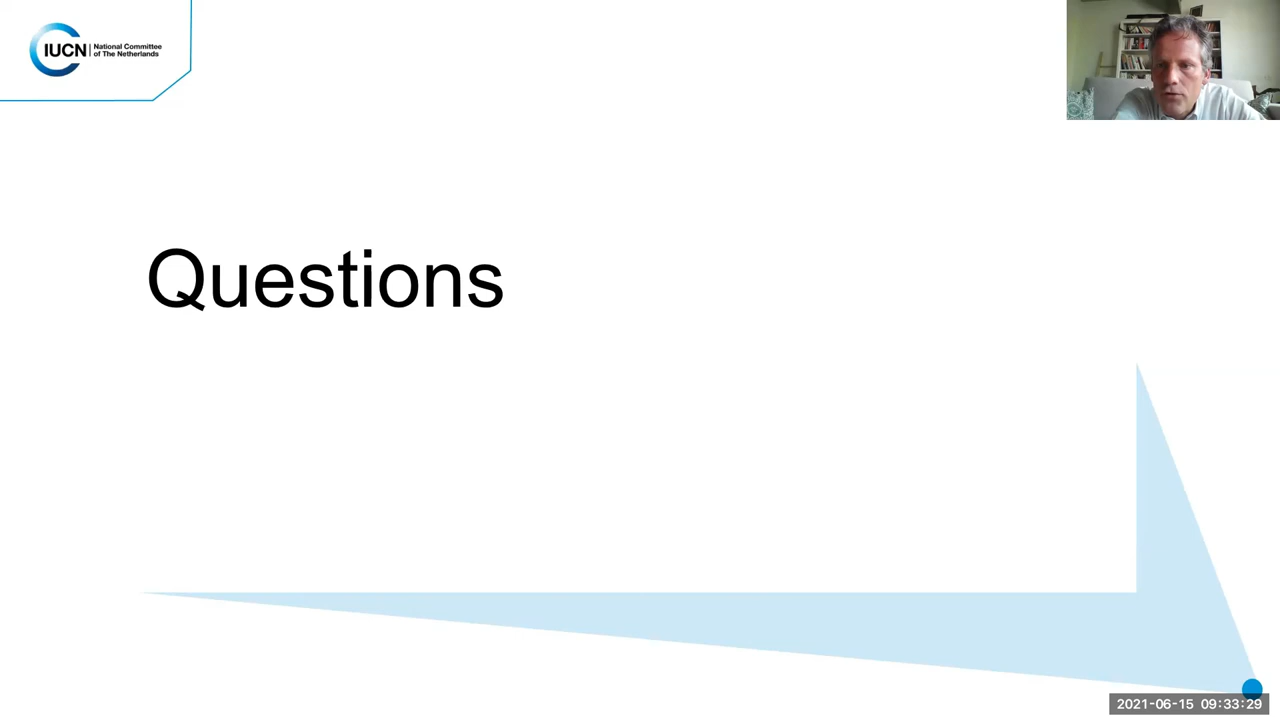 IUCN
National Committee
of The Netherlands
Questions
2021-06-15 09:33:29